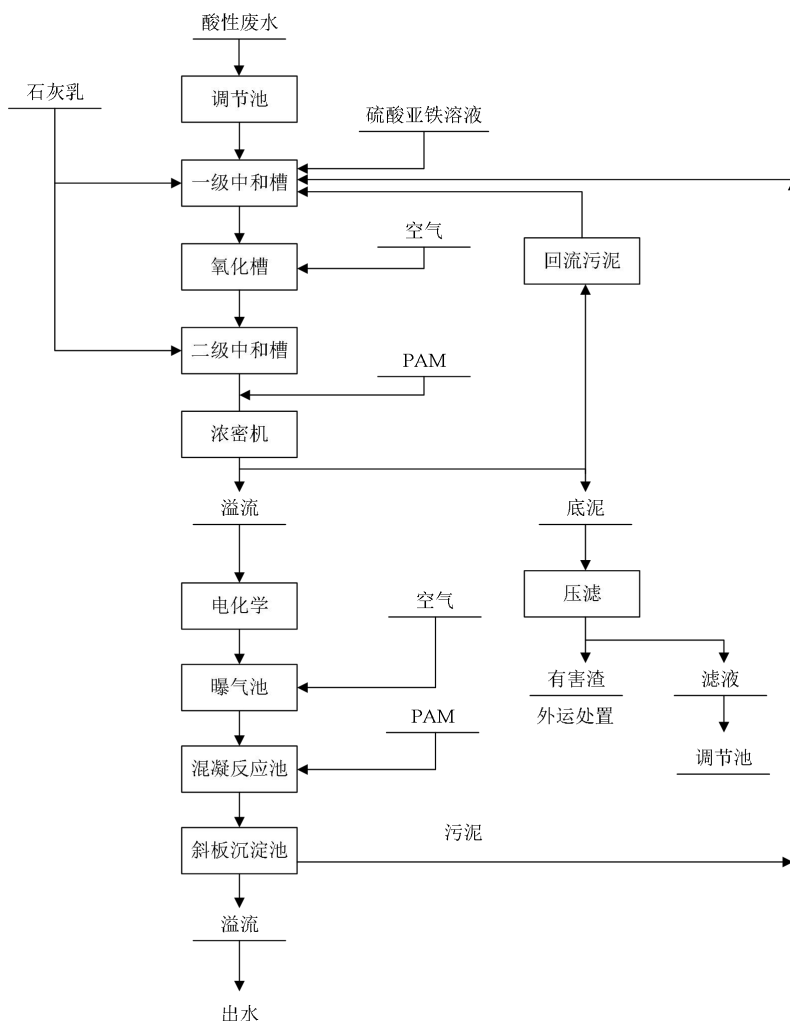 酸性废水
石灰乳
调节池
硫酸亚铁溶液
一级中和槽
空气
氧化槽
回流污泥
二级中和槽
PAM
浓密机
溢流
底泥
电化学
空气
压滤
曝气池
有害渣
滤液
外运处置
PAM
混凝反应池
调节池
污泥
斜板沉淀池
溢流
出水